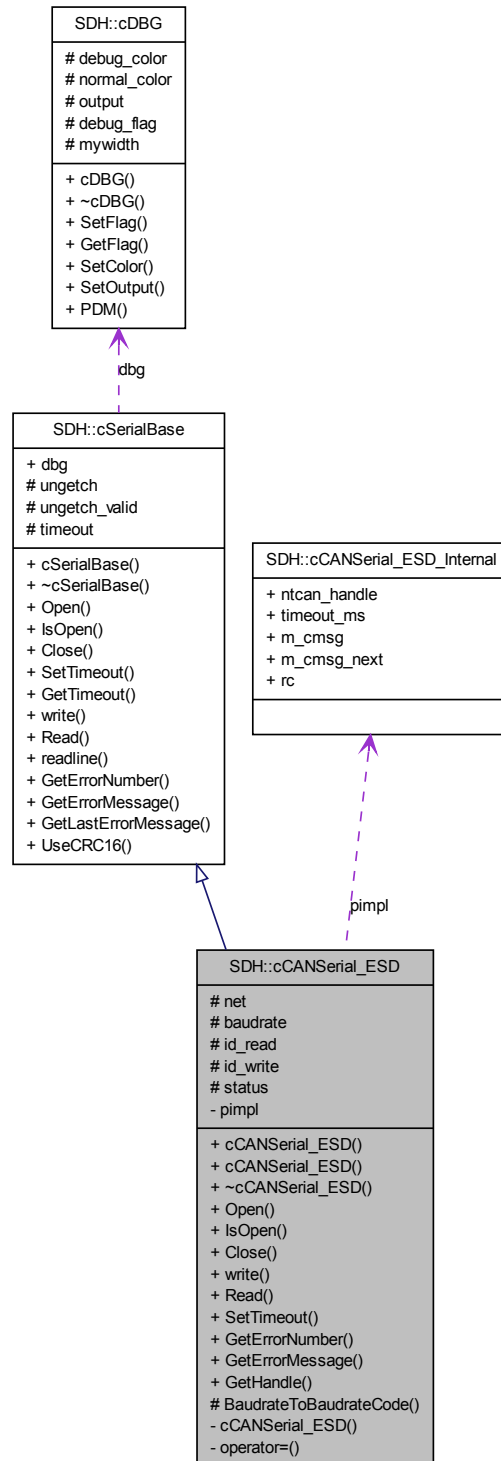 SDH::cDBG
# debug_color
# normal_color
# output
# debug_flag
# mywidth
+ cDBG()
+ ~cDBG()
+ SetFlag()
+ GetFlag()
+ SetColor()
+ SetOutput()
+ PDM()
dbg
SDH::cSerialBase
+ dbg
# ungetch
# ungetch_valid
# timeout
+ cSerialBase()
+ ~cSerialBase()
+ Open()
+ IsOpen()
+ Close()
+ SetTimeout()
+ GetTimeout()
+ write()
+ Read()
+ readline()
+ GetErrorNumber()
+ GetErrorMessage()
+ GetLastErrorMessage()
+ UseCRC16()
SDH::cCANSerial_ESD_Internal
+ ntcan_handle
+ timeout_ms
+ m_cmsg
+ m_cmsg_next
+ rc
pimpl
SDH::cCANSerial_ESD
# net
# baudrate
# id_read
# id_write
# status
- pimpl
+ cCANSerial_ESD()
+ cCANSerial_ESD()
+ ~cCANSerial_ESD()
+ Open()
+ IsOpen()
+ Close()
+ write()
+ Read()
+ SetTimeout()
+ GetErrorNumber()
+ GetErrorMessage()
+ GetHandle()
# BaudrateToBaudrateCode()
- cCANSerial_ESD()
- operator=()